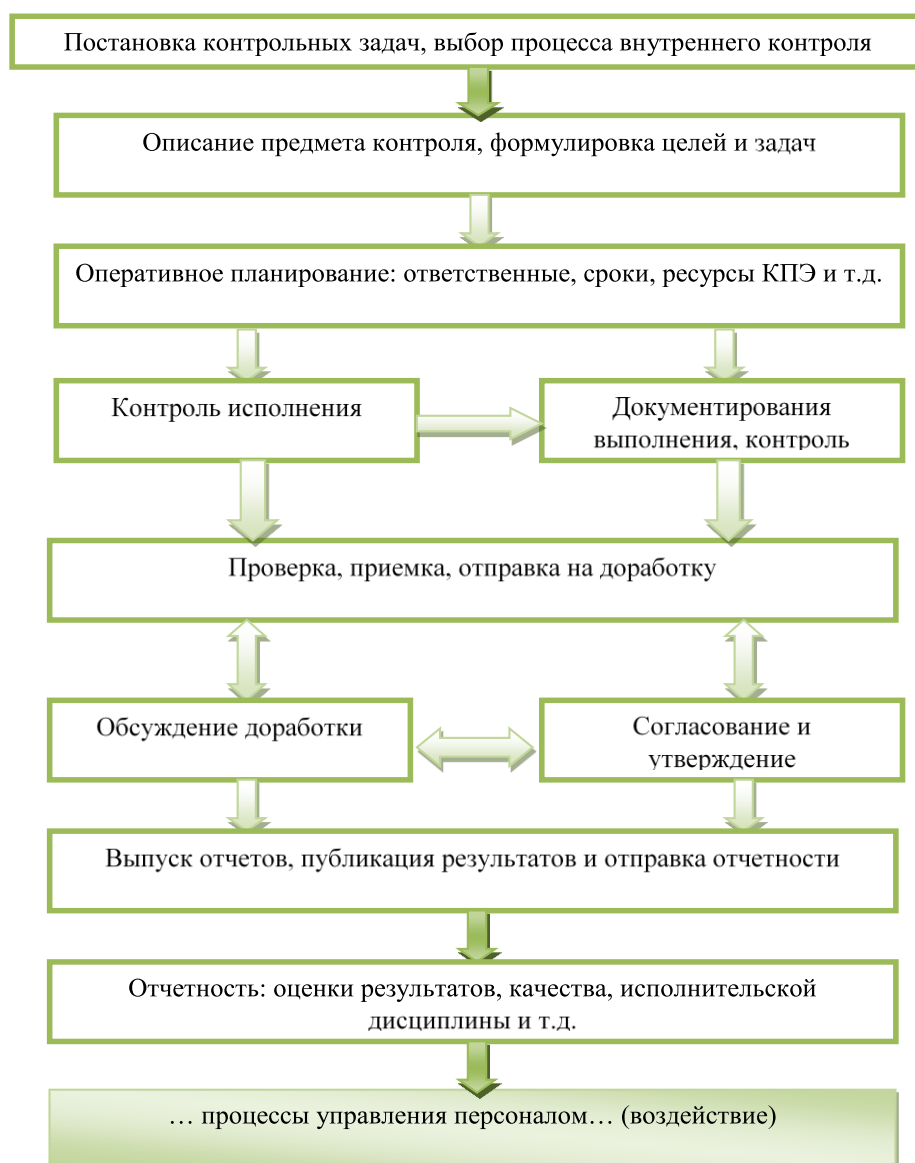 Постановка контрольных задач, выбор процесса внутреннего контроля
Описание предмета контроля, формулировка целей и задач
Оперативное планирование: ответственные, сроки, ресурсы КПЭ и т.д.
Контроль исполнения
Документирования
выполнения, контроль
Проверка, приемка, отправка на доработку
Обсуждение доработки
Согласование и
утверждение
Выпуск отчетов, публикация результатов и отправка отчетности
Отчетность: оценки результатов, качества, исполнительской
дисциплины и т.д.
… процессы управления персоналом… (воздействие)